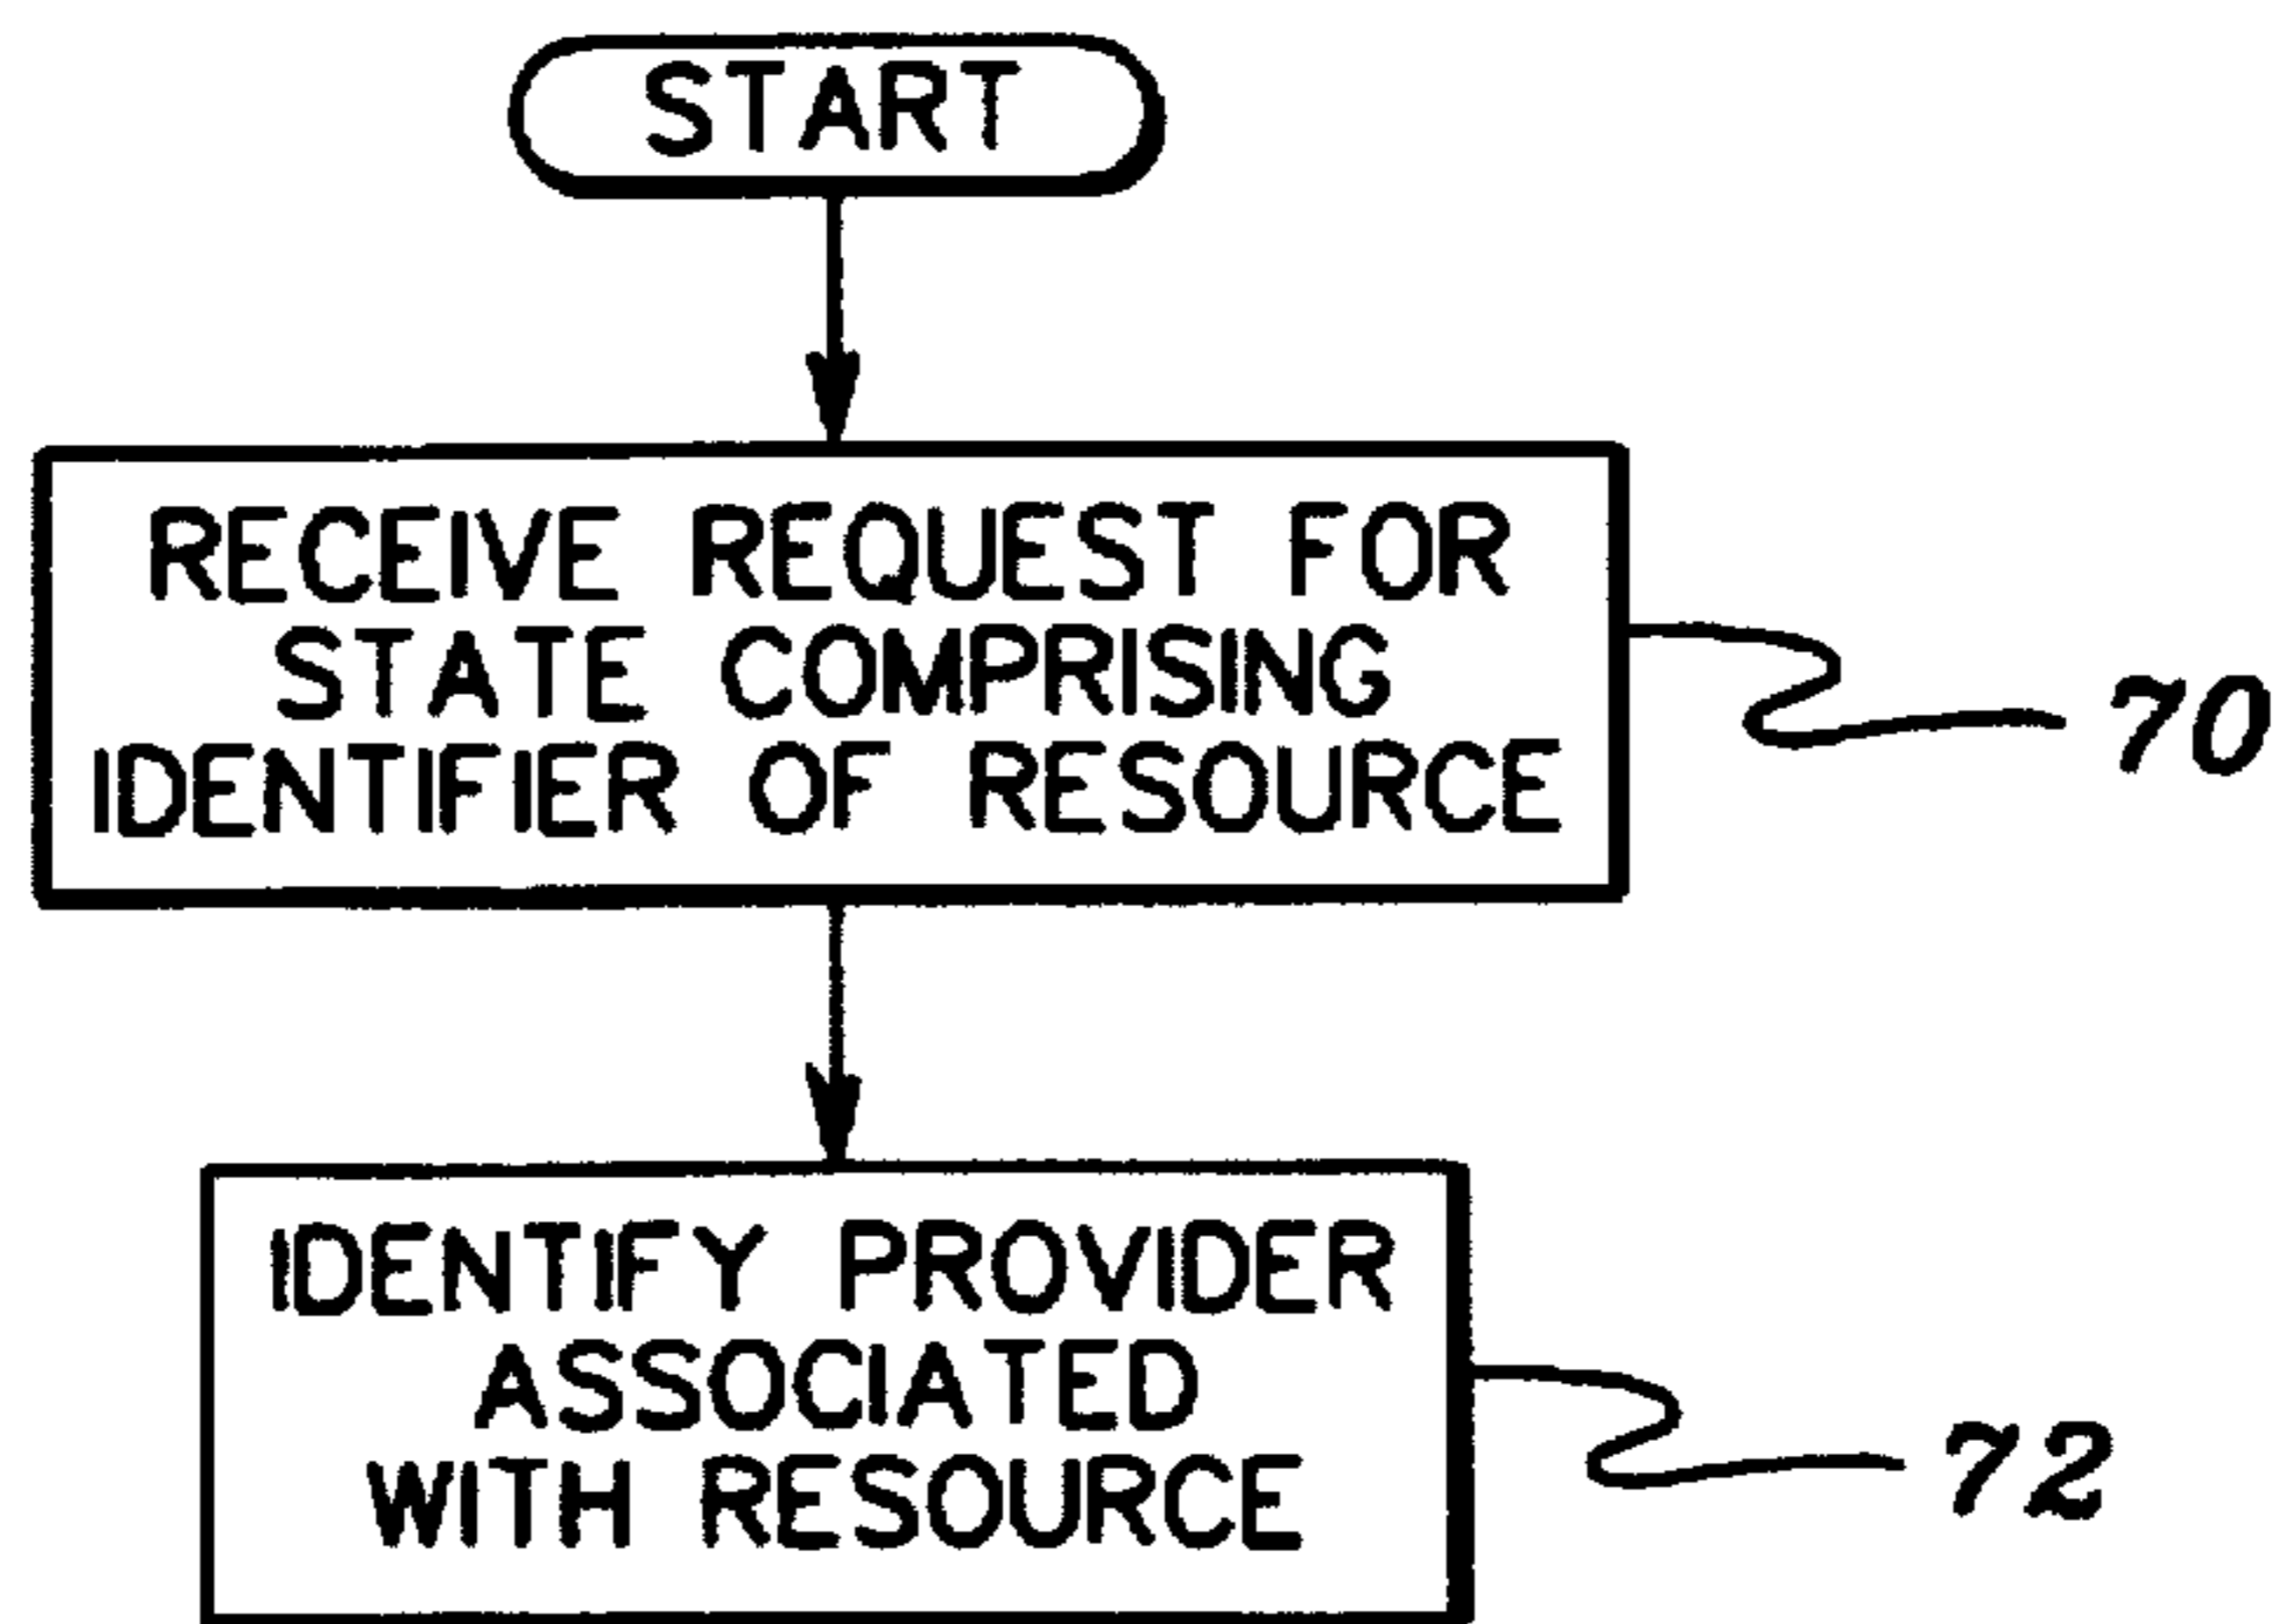 START
RECEIVE REQUEST FOR
STATE COMPRISING
IDENTIFIER OF RESOURCE
70
IDENTIFY PROVIDER
ASSOCIATED
WITH RESOURCE
72